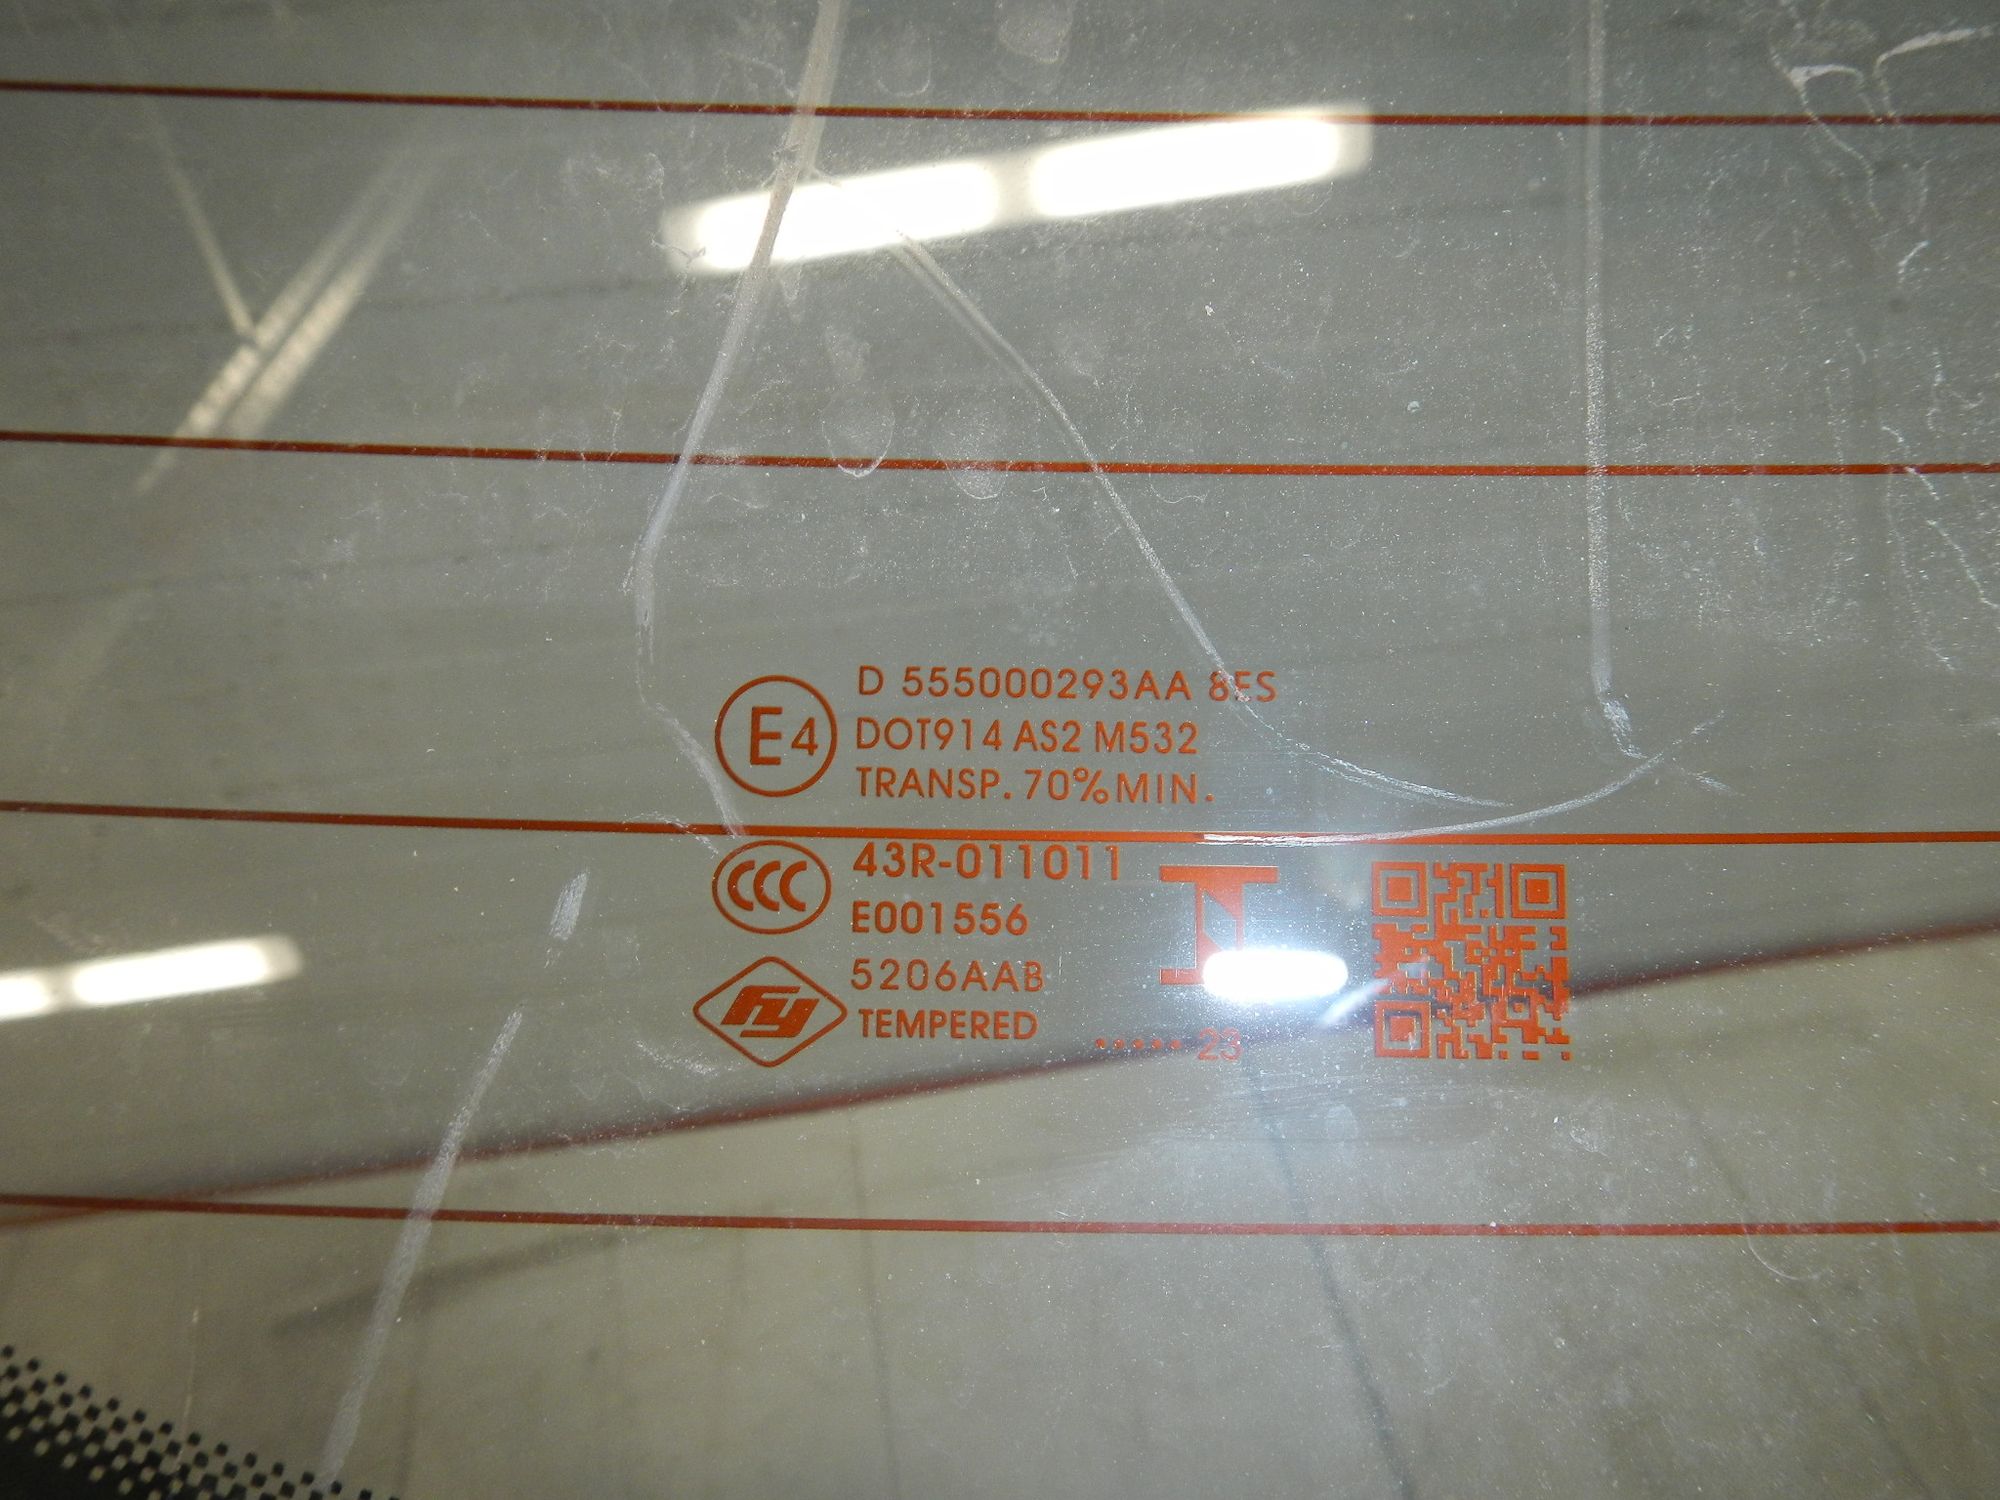 D 555000293AA 8ES
E4
DOT914 AS2 M532
TRANSP. 70% MIN.
CCC
43R-011011
E001556
5206AAB
FY
TEMPERED
..... 23